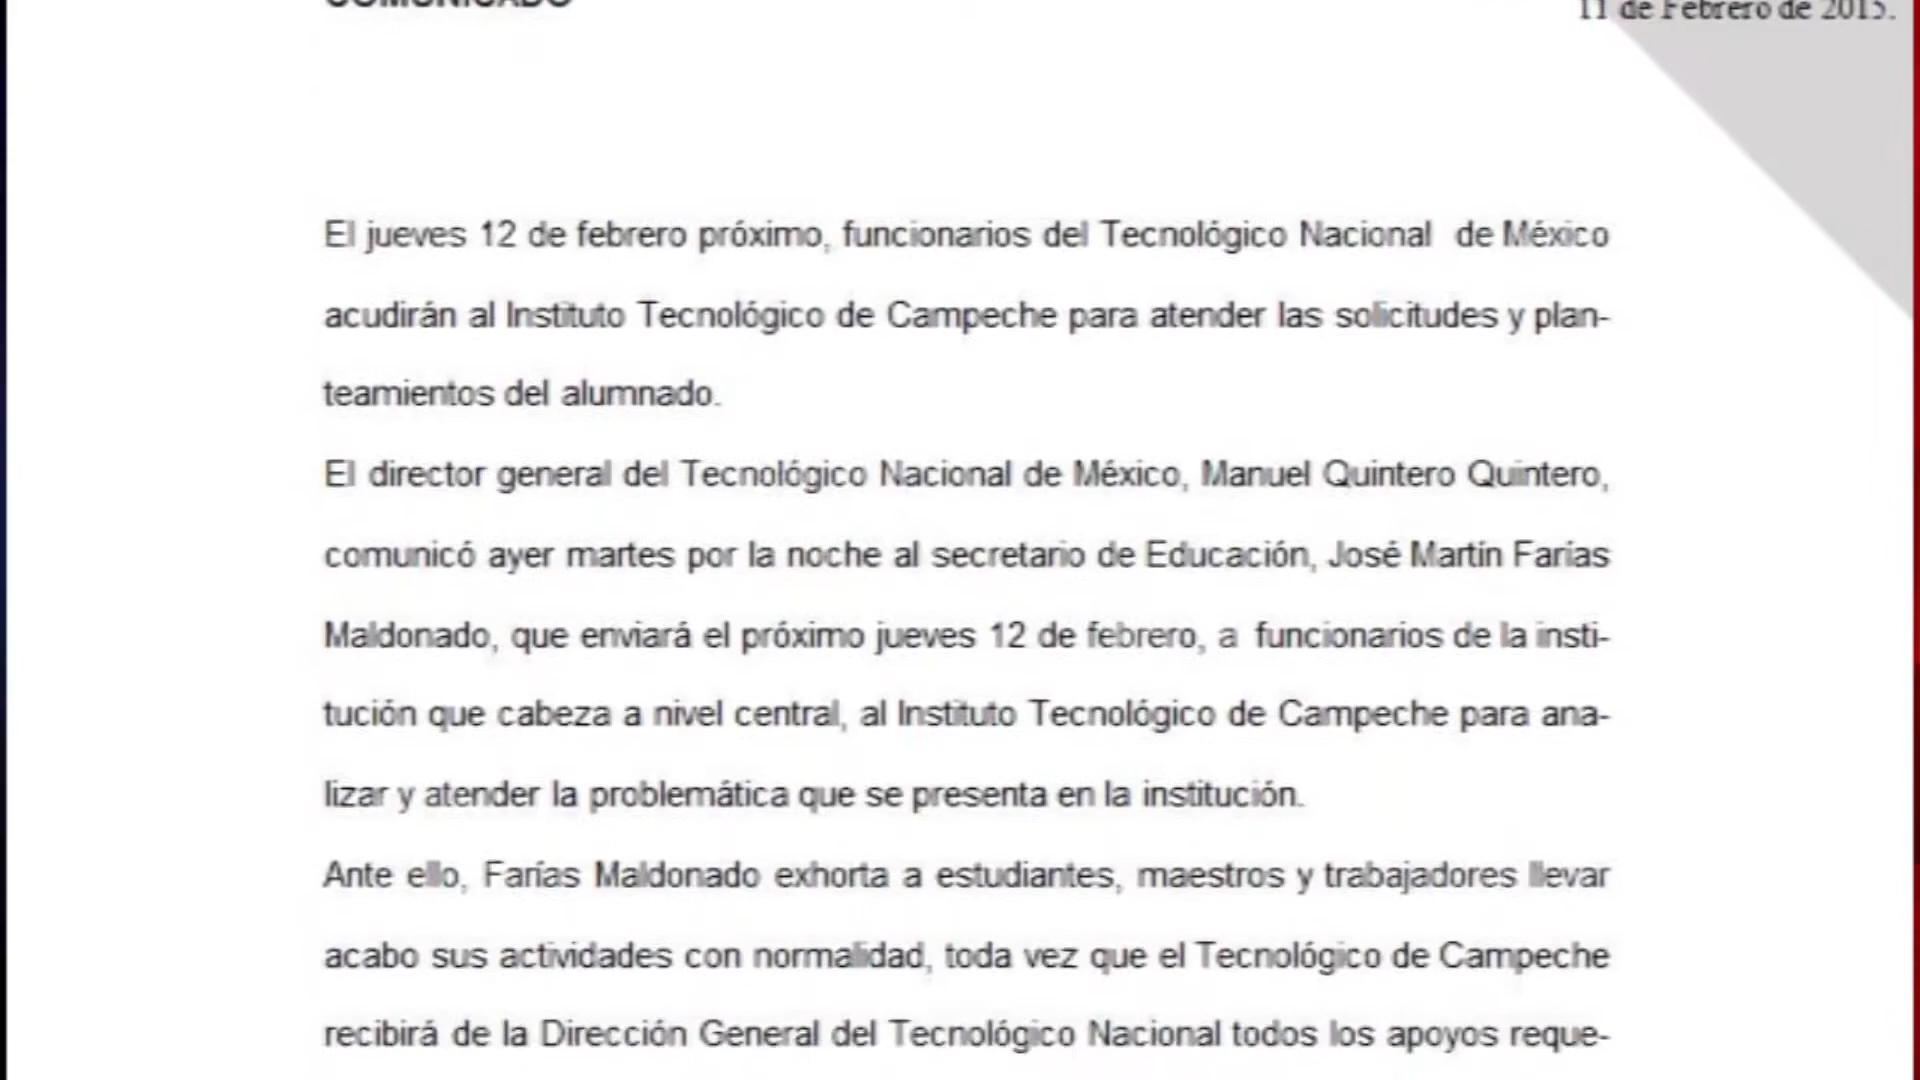 COMUNICADO
11 de Febrero de 2015.
El jueves 12 de febrero próximo, funcionarios del Tecnológico Nacional de México
acudirán al Instituto Tecnológico de Campeche para atender las solicitudes y plan-
teamientos del alumnado.
El director general del Tecnológico Nacional de México, Manuel Quintero Quintero,
comunicó ayer martes por la noche al secretario de Educación, José Martín Farías
Maldonado, que enviará el próximo jueves 12 de febrero, a funcionarios de la insti-
tución que cabeza a nivel central, al Instituto Tecnológico de Campeche para ana-
lizar y atender la problemática que se presenta en la institución.
Ante ello, Farías Maldonado exhorta a estudiantes, maestros y trabajadores llevar
acabo sus actividades con normalidad, toda vez que el Tecnológico de Campeche
recibirá de la Dirección General del Tecnológico Nacional todos los apoyos reque-